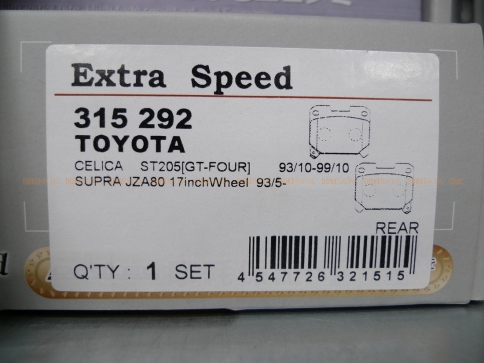 Extra Speed
315 292
TOYOTA
CELICA ST205[GT-FOUR] 93/10-99/10
SUPRA JZA80 17inchWheel 93/5-
REAR
Q'TY : 1 SET
4 547726 321515